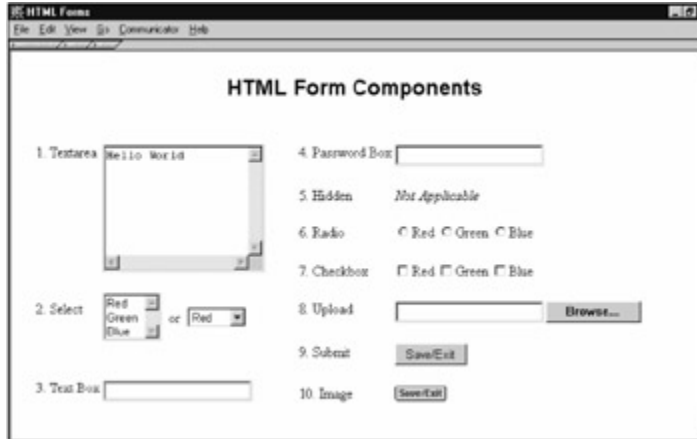 HTML Forms
File Edit View Go Communicator Help
HTML Form Components
1. Textarea
Hello World
2. Select
Red
Green
Blue
or
Red
3. Text Box
4. Password Box
5. Hidden Not Applicable
6. Radio Red Green Blue
7. Checkbox Red Green Blue
8. Upload Browse...
9. Submit Save/Exit
10. Image Save/Exit